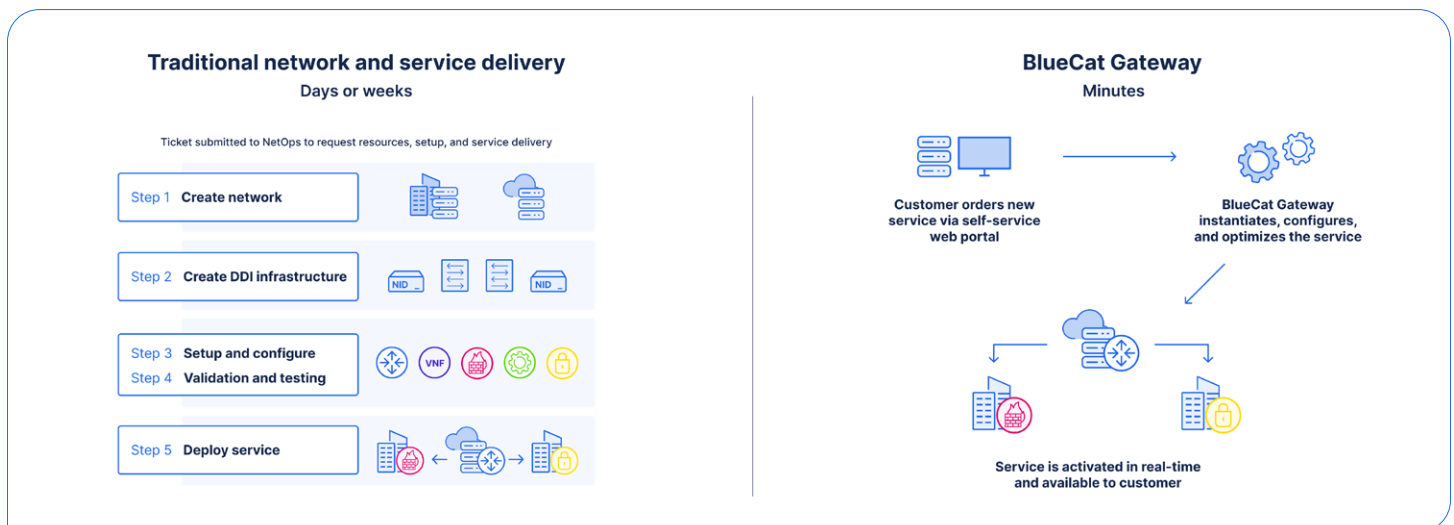 Traditional network and service delivery
Days or weeks
Ticket submitted to NetOps to request resources, setup, and service delivery
Step 1 Create network
Step 2 Create DDI infrastructure
NID _
NID _
Step 3 Setup and configure
Step 4 Validation and testing
VNF
Step 5 Deploy service
BlueCat Gateway
Minutes
Customer orders new
service via self-service
web portal
BlueCat Gateway
instantiates, configures,
and optimizes the service
Service is activated in real-time
and available to customer